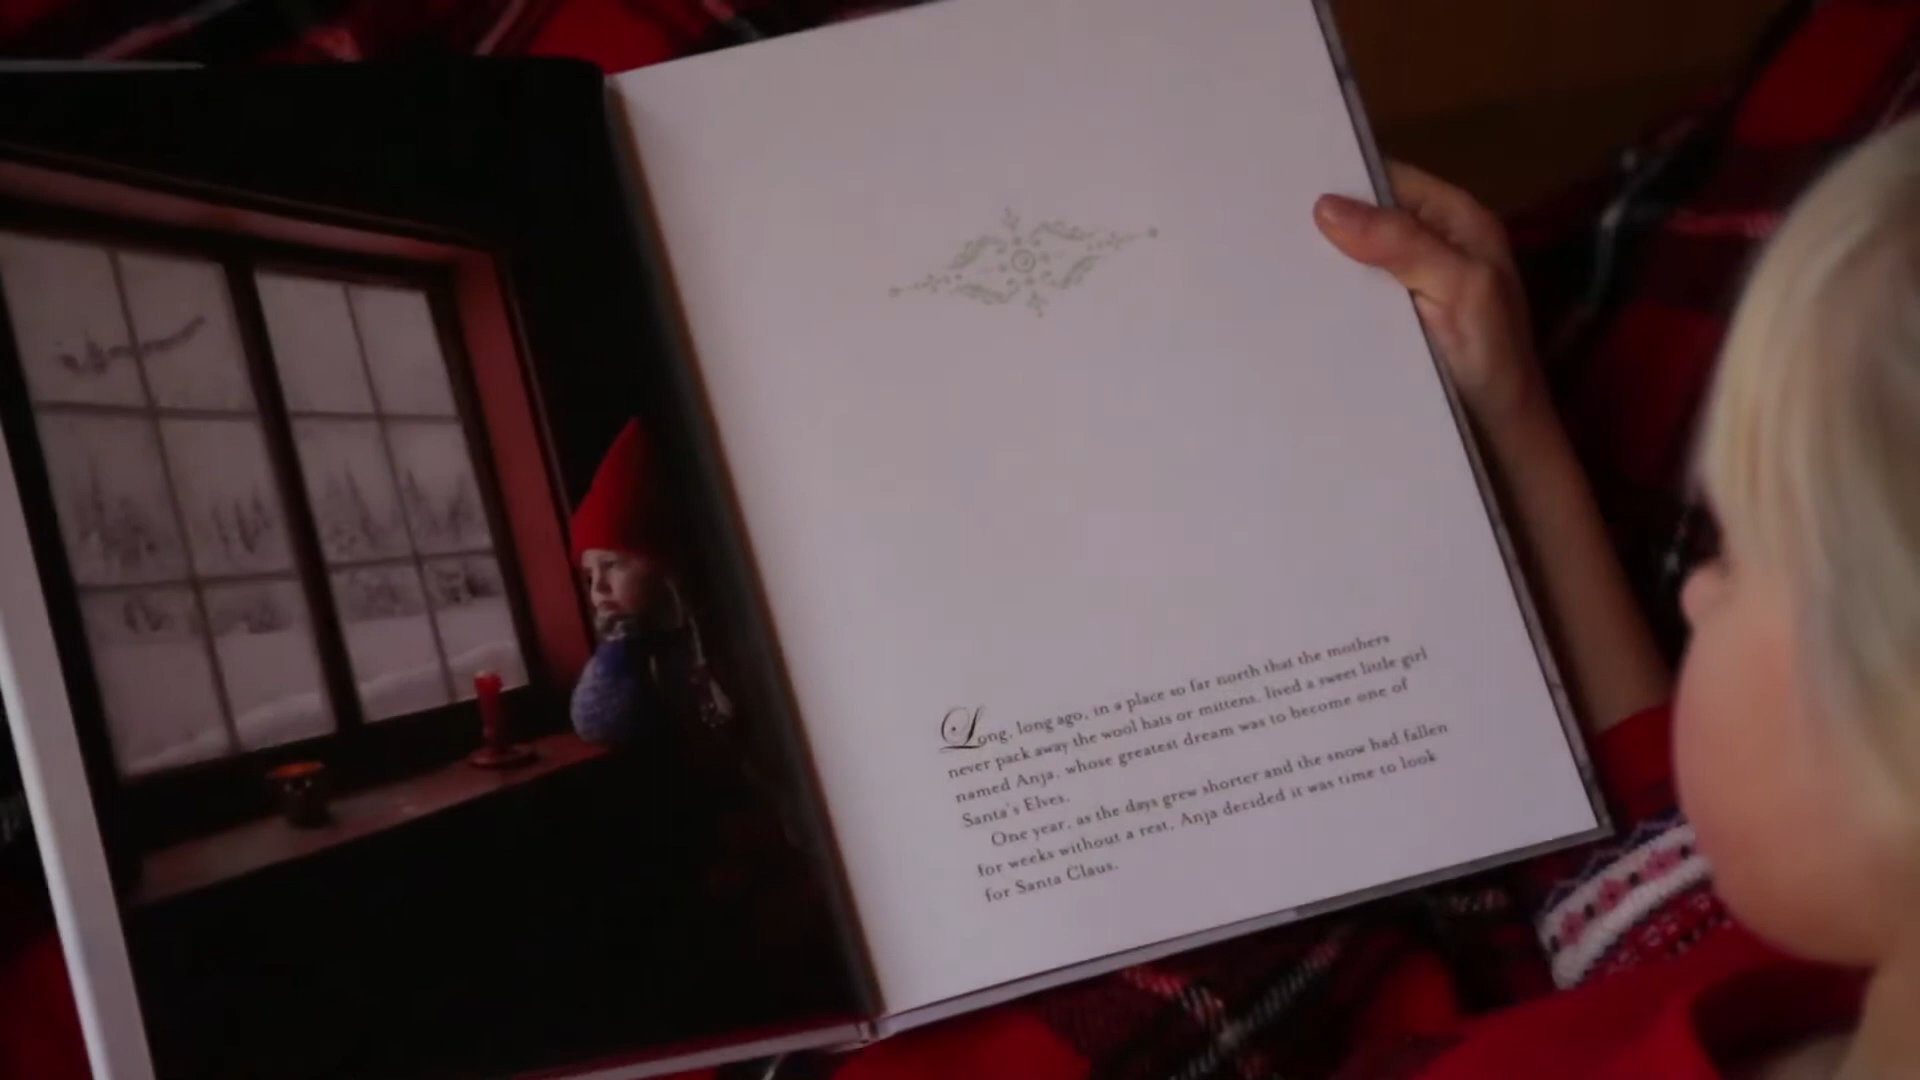 Long, long ago, in a place so far north that the mothers
never pack away the wool hats or mittens, lived a sweet little girl
named Anja, whose greatest dream was to become one of
Santa's Elves.
One year, as the days grew shorter and the snow had fallen
for weeks without a rest, Anja decided it was time to look
for Santa Claus.